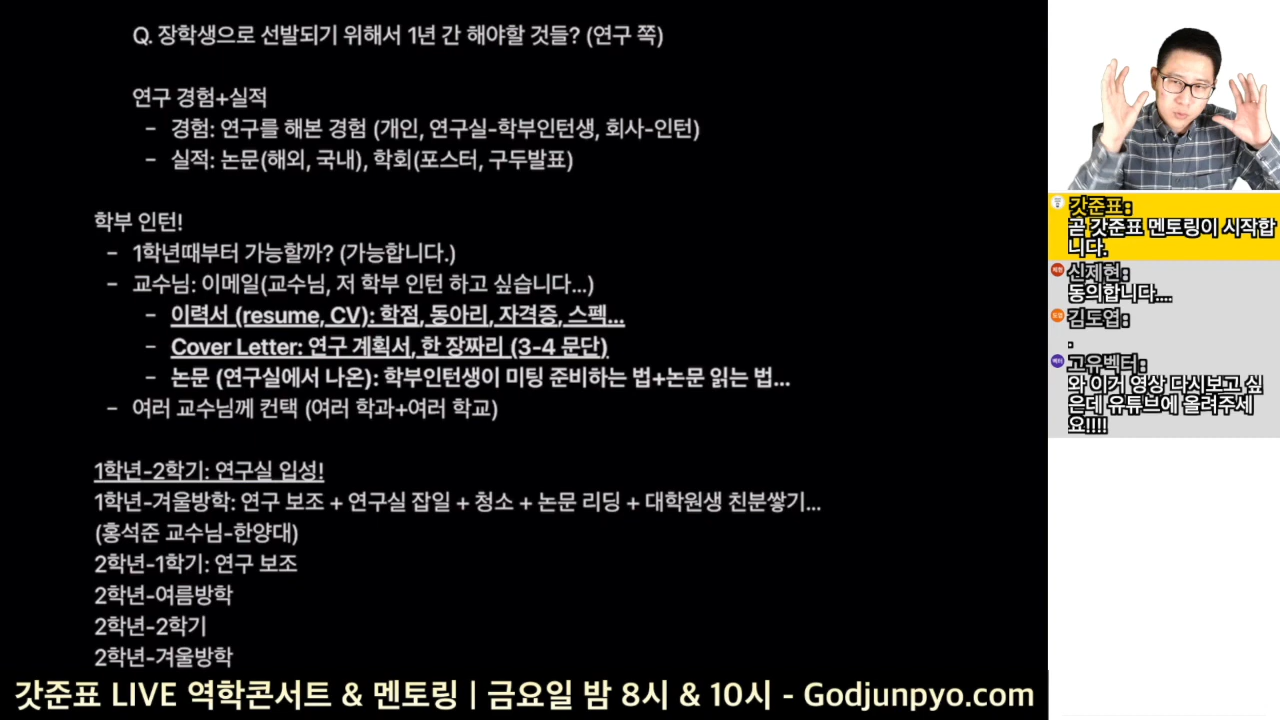 Q. 장학생으로 선발되기 위해서 1년 간 해야할 것들? (연구 쪽)
연구 경험+실적
- 경험: 연구를 해본 경험 (개인, 연구실-학부인턴생, 회사-인턴)
- 실적: 논문(해외, 국내), 학회(포스터, 구두발표)
학부 인턴!
- 1학년때부터 가능할까? (가능합니다.)
- 교수님: 이메일(교수님, 저 학부 인턴 하고 싶습니다...)
- 이력서 (resume, CV): 학점, 동아리, 자격증, 스펙...
- Cover Letter: 연구 계획서, 한 장짜리 (3-4 문단)
- 논문 (연구실에서 나온): 학부인턴생이 미팅 준비하는 법+논문 읽는 법...
- 여러 교수님께 컨택 (여러 학과+여러 학교)
1학년-2학기: 연구실 입성!
1학년-겨울방학: 연구 보조 + 연구실 잡일 + 청소 + 논문 리딩 + 대학원생 친분쌓기...
(홍석준 교수님-한양대)
2학년-1학기: 연구 보조
2학년-여름방학
2학년-2학기
2학년-겨울방학
갓준표 LIVE 역학콘서트 & 멘토링 | 금요일 밤 8시 & 10시 - Godjunpyo.com
갓준표:
곧 갓준표 멘토링이 시작합
니다.
신제현:
동의합니다....
김도엽:
.
고유벡터:
와 이거 영상 다시보고 싶
은데 유튜브에 올려주세
요!!!!